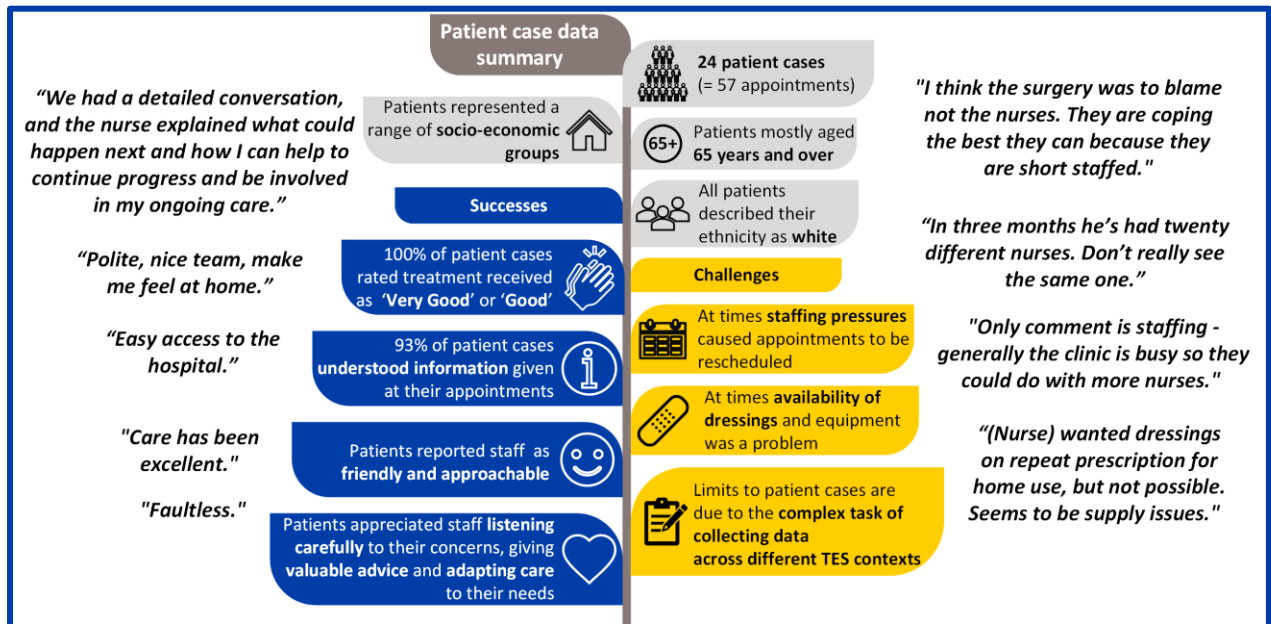 Patient case data
summary
24 patient cases
(= 57 appointments)
Patients represented a
range of socio-economic
groups
65+
Patients mostly aged
65 years and over
All patients
described their
ethnicity as white
Successes
100% of patient cases
rated treatment received
as ‘Very Good’ or ‘Good’
93% of patient cases
understood information given
at their appointments
i
Patients reported staff as
friendly and approachable
Patients appreciated staff listening
carefully to their concerns, giving
valuable advice and adapting care
to their needs
Challenges
At times staffing pressures
caused appointments to be
rescheduled
At times availability of
dressings and equipment
was a problem
Limits to patient cases are
due to the complex task of
collecting data
across different TES contexts
“We had a detailed conversation,
and the nurse explained what could
happen next and how I can help to
continue progress and be involved
in my ongoing care.”
“Polite, nice team, make
me feel at home.”
“Easy access to the
hospital.”
"Care has been
excellent."
"Faultless."
"I think the surgery was to blame
not the nurses. They are coping
the best they can because they
are short staffed."
“In three months he’s had twenty
different nurses. Don’t really see
the same one.”
"Only comment is staffing -
generally the clinic is busy so they
could do with more nurses."
“(Nurse) wanted dressings
on repeat prescription for
home use, but not possible.
Seems to be supply issues."